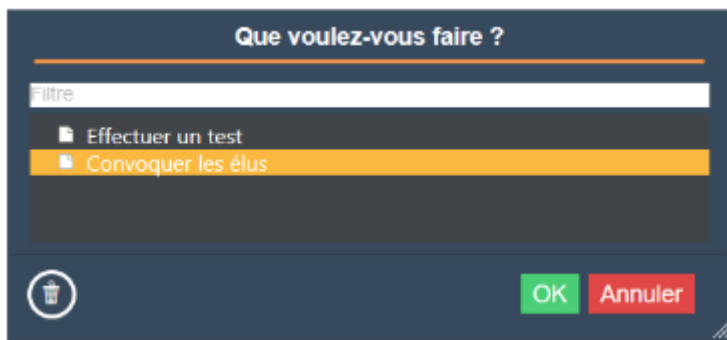 Que voulez-vous faire ?
Filtre
Effectuer un test
Convoquer les élus
OK Annuler